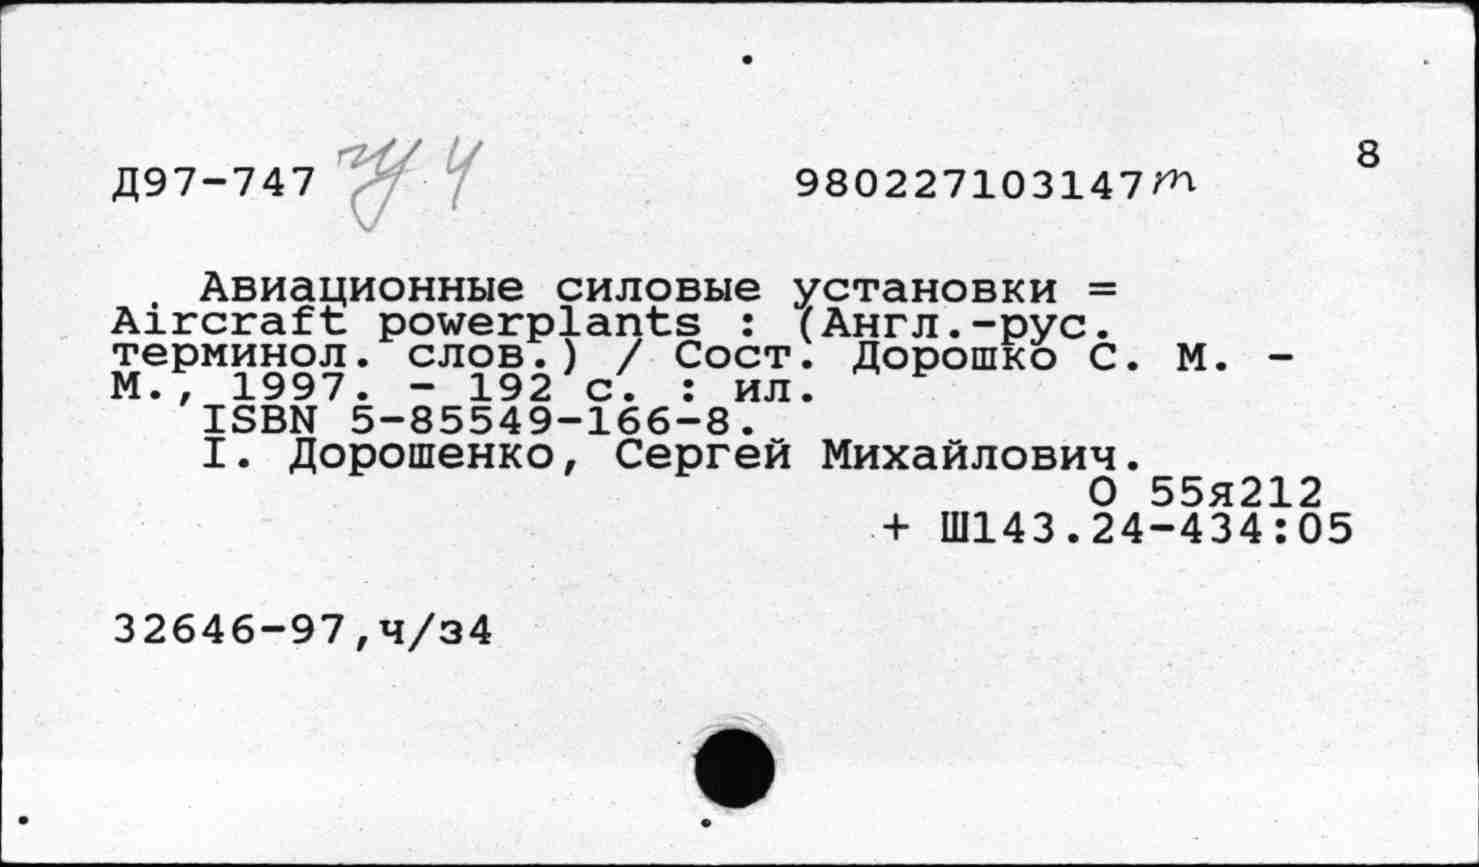 8
Д97-747 980227103147m
Авиационные силовые установки =
Aircraft powerplants : (Англ.-рус.
терминол. слов.) / Сост. Дорошко С. М. -
М., 1997. - 192 с. : ил.
ISBN 5-85549-166-8.
I. Дорошенко, Сергей Михайлович.
О 55я212
+ Ш143.24-434:05
32646-97,ч/з4